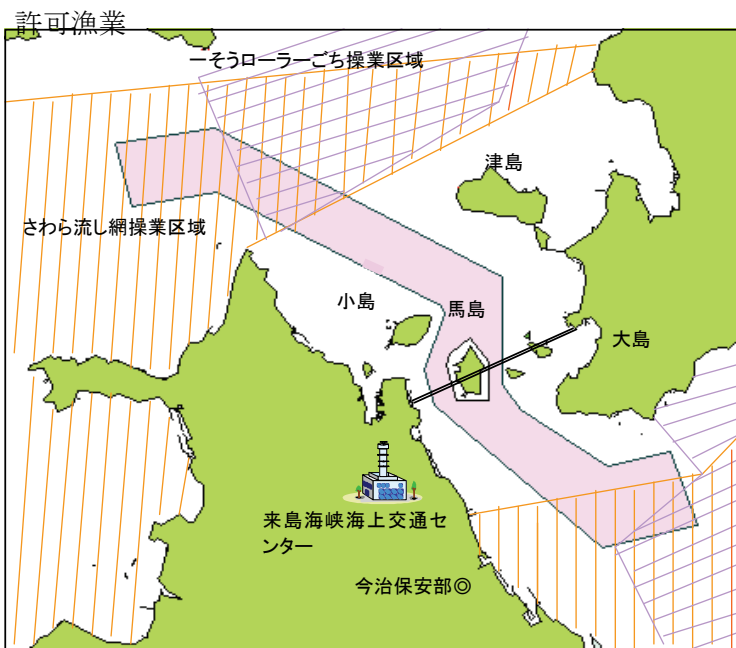 許可漁業
一そうローラーごち操業区域
津島
さわら流し網操業区域
小島
馬島
大島
来島海峡海上交通セ
ンター
今治保安部◎